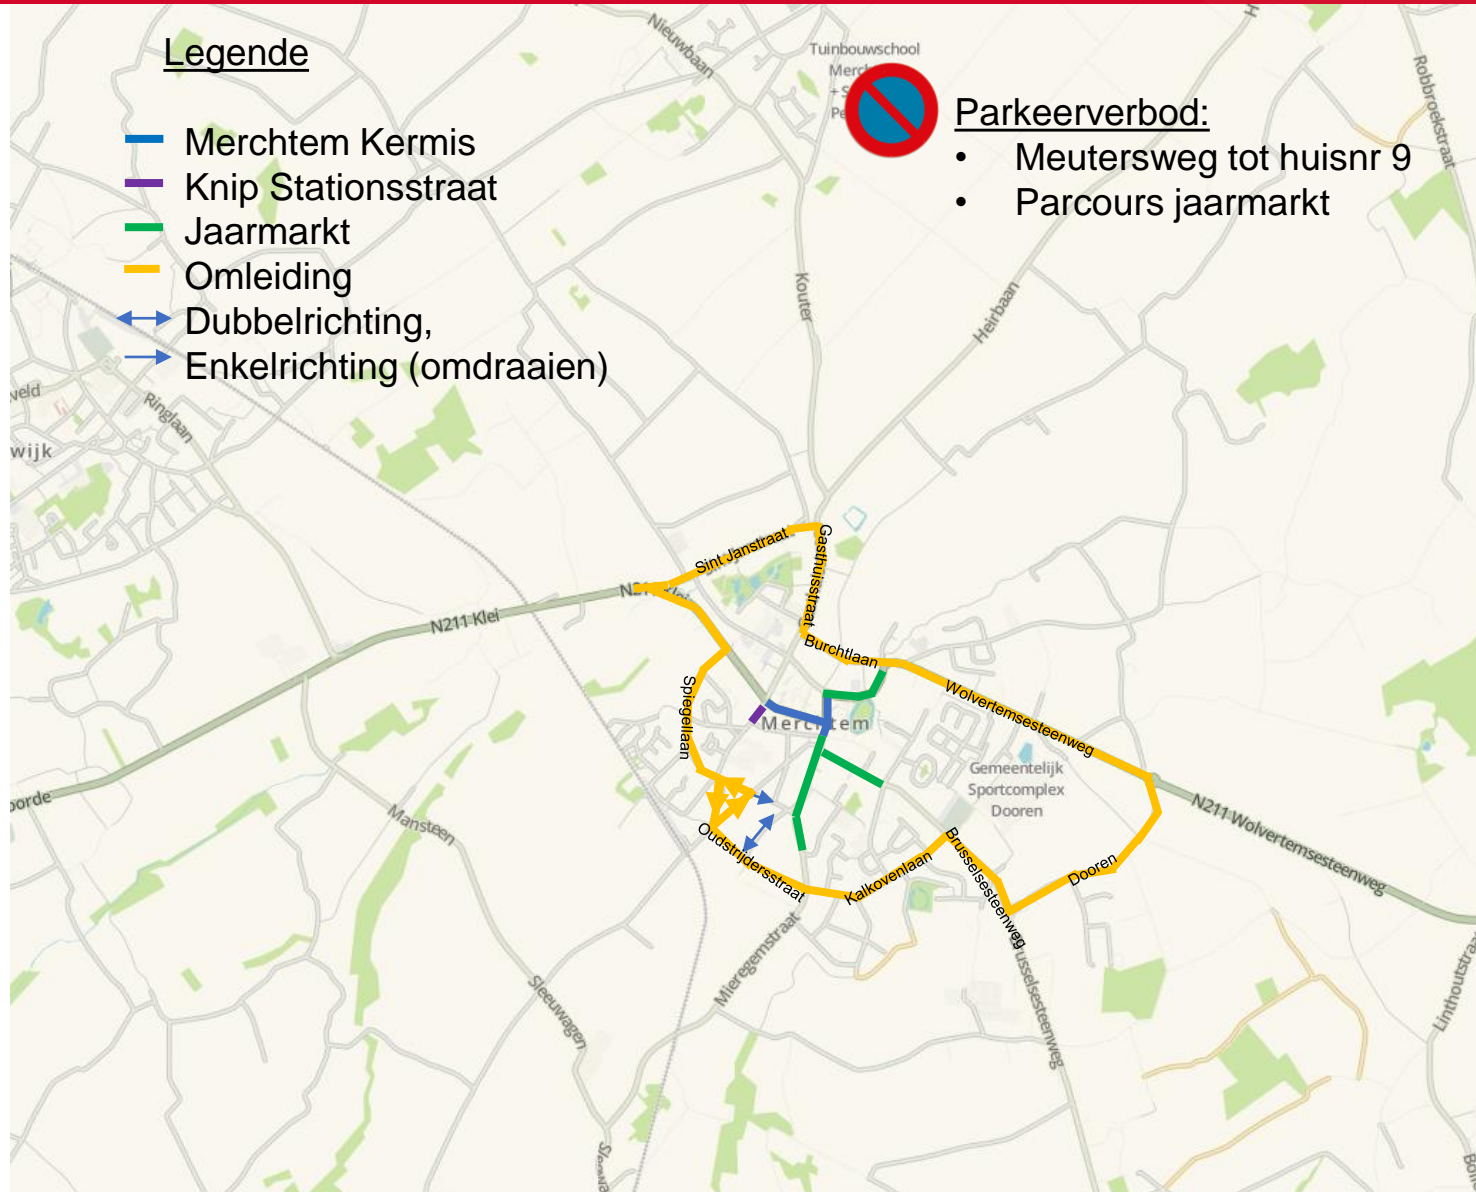 Legende
Merchtem Kermis
Knip Stationsstraat
Jaarmarkt
Omleiding
Dubbelrichting,
Enkelrichting (omdraaien)
Parkeerverbod:
• Meutersweg tot huisnr 9
• Parcours jaarmarkt
Nieuwbaan
Tuinbouwschool
Robbroekstraat
Kouter
Heirbaan
Ringlaan
wijk
N211 Klei
Sint Janstraat
Gasthuisstraat
Burchtlaan
Spiegellaan
Merchtem
Wolvertemsesteenweg
Gemeentelijk
Sportcomplex
Dooren
N211 Wolvertemsesteenweg
Mansteen
Oudstrijdersstraat
Kalkovenlaan
Brusselsesteenweg
Dooren
Mieregemstraat
Sleeuwagen
Brusselsesteenweg